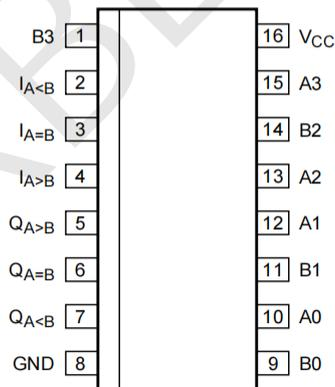 B3 1 16 VCC
IA<B 2 15 A3
IA=B 3 14 B2
IA>B 4 13 A2
QA>B 5 12 A1
QA=B 6 11 B1
QA<B 7 10 A0
GND 8 9 B0